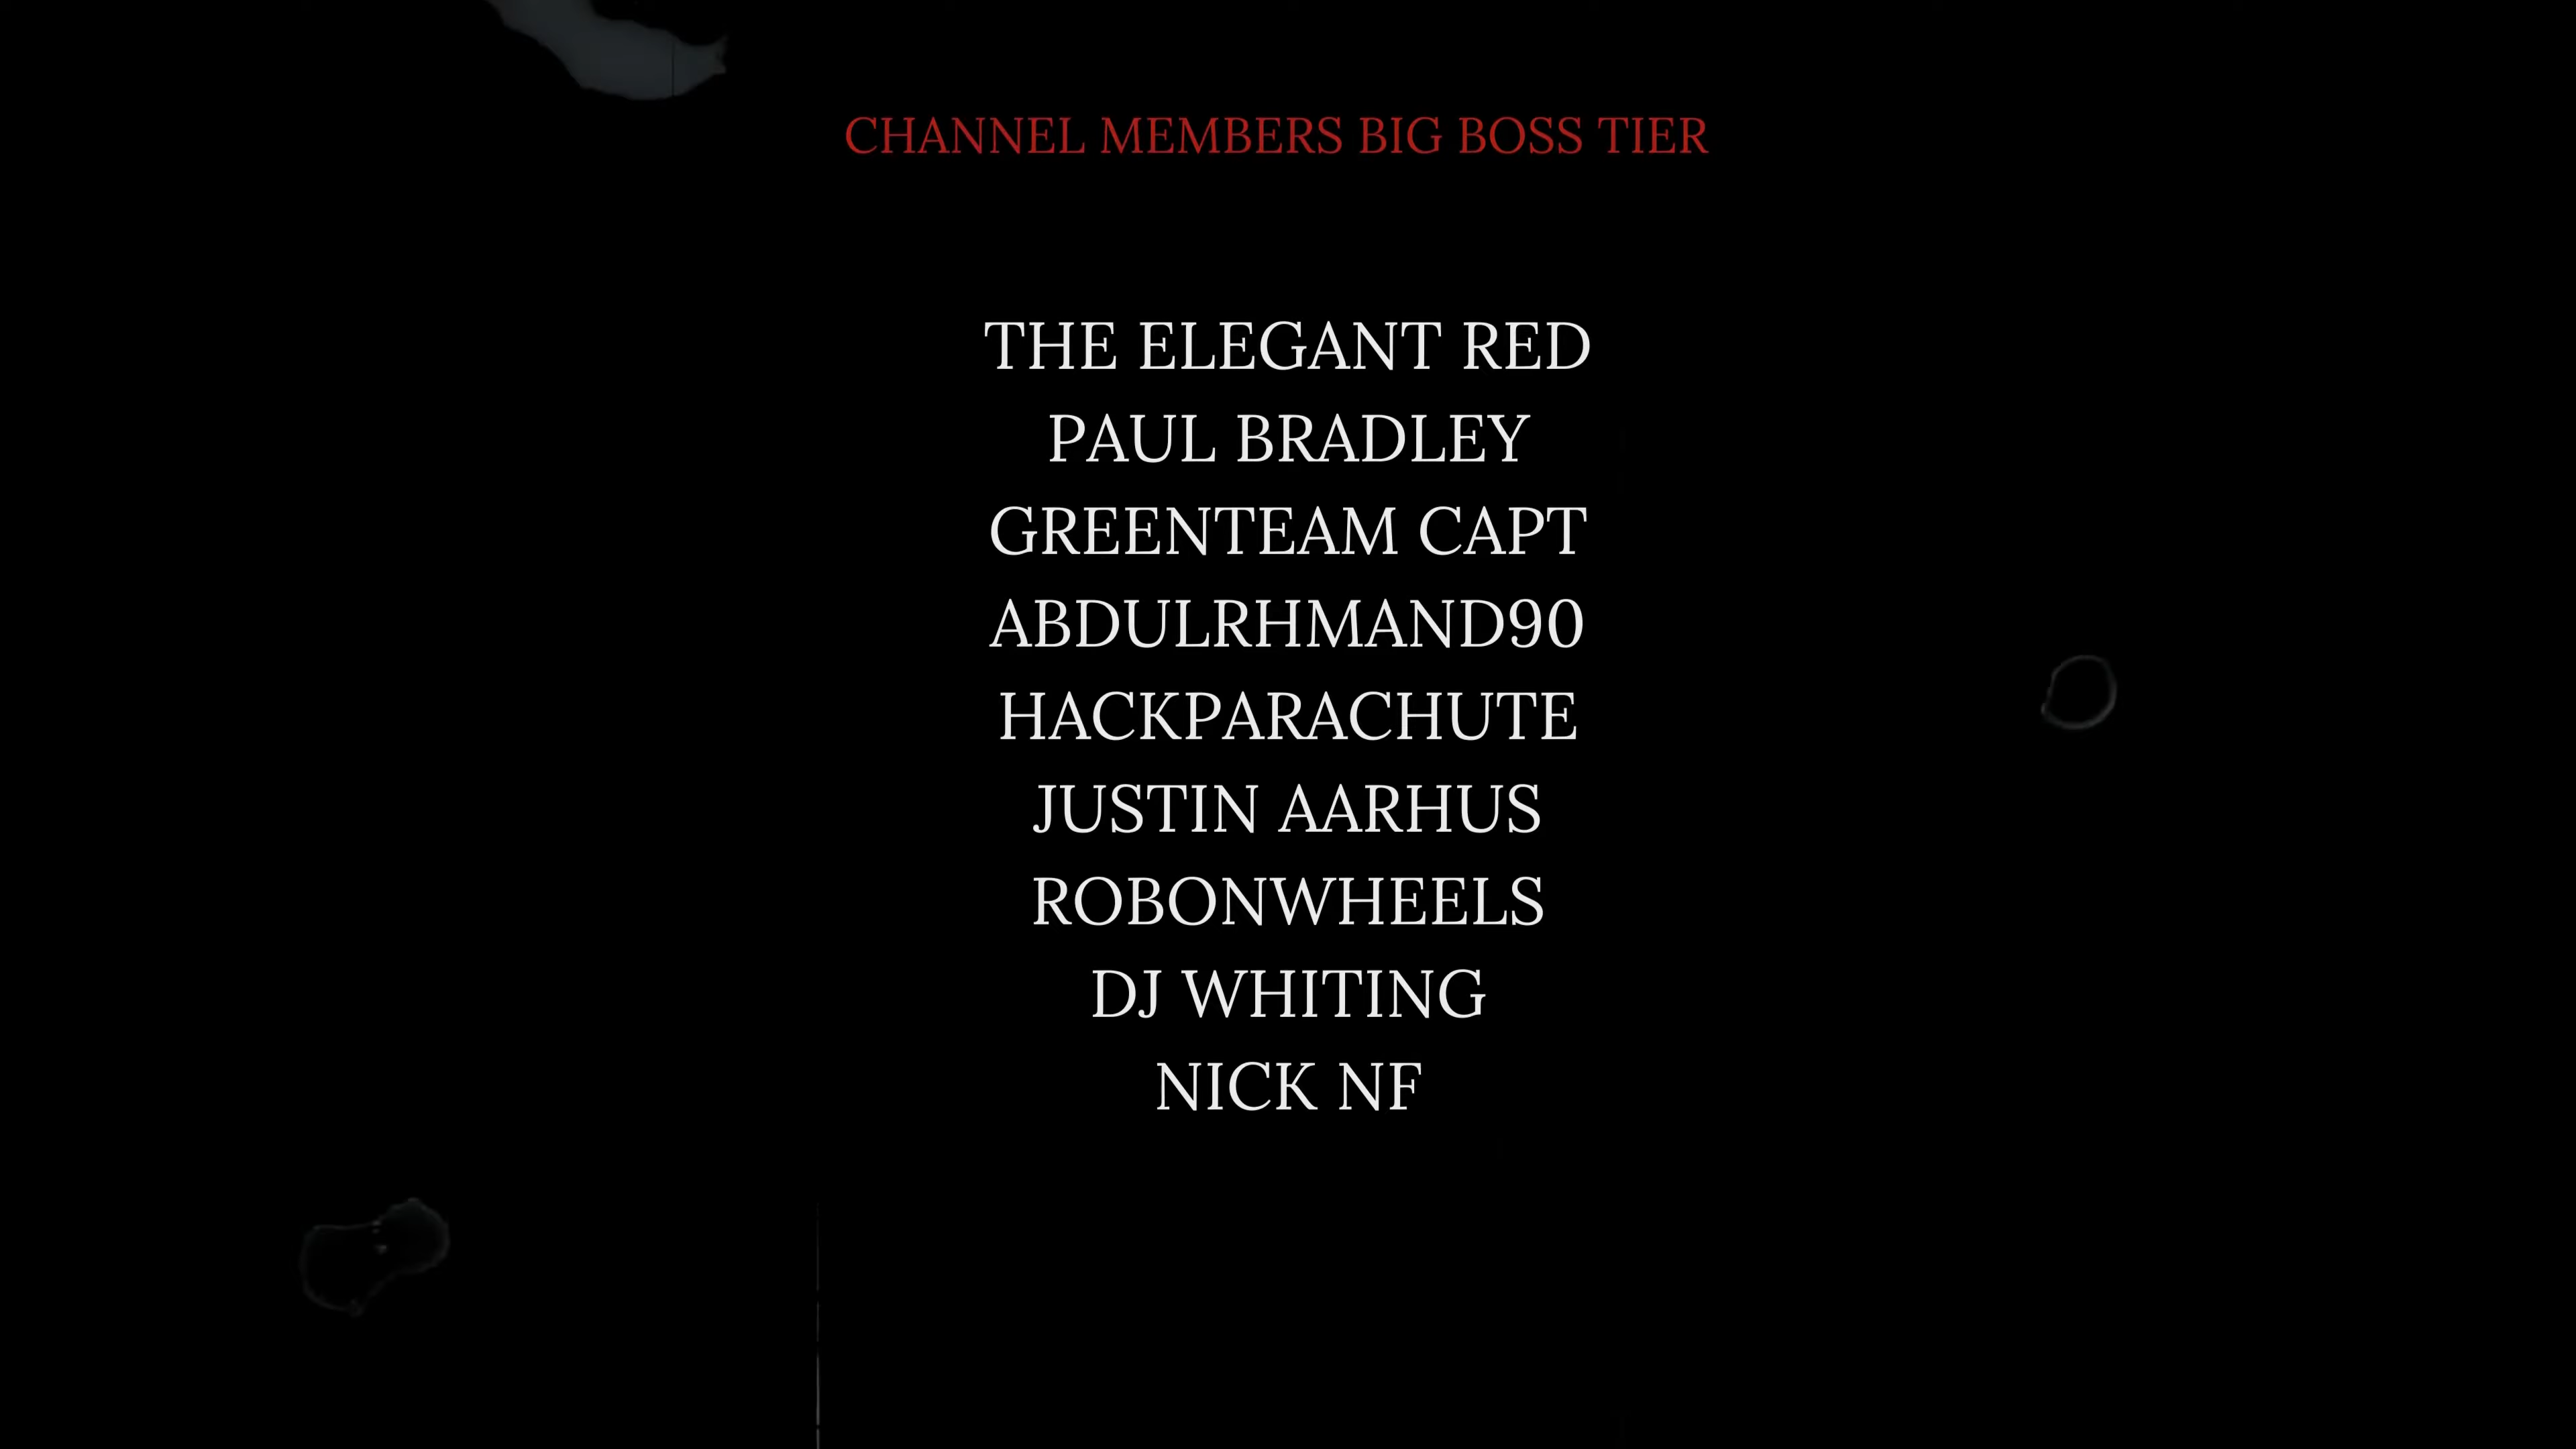 CHANNEL MEMBERS BIG BOSS TIER
THE ELEGANT RED
PAUL BRADLEY
GREENTEAM CAPT
ABDULRHMAND90
HACKPARACHUTE
JUSTIN AARHUS
ROBONWHEELS
DJ WHITING
NICK NF